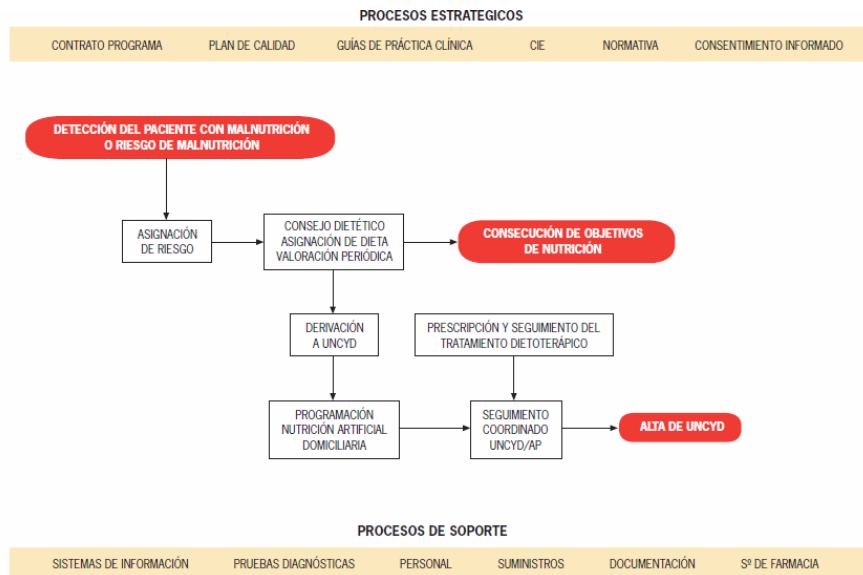 PROCESOS ESTRATEGICOS
CONTRATO PROGRAMA PLAN DE CALIDAD GUÍAS DE PRÁCTICA CLÍNICA CIE NORMATIVA CONSENTIMIENTO INFORMADO
DETECCIÓN DEL PACIENTE CON MALNUTRICIÓN
O RIESGO DE MALNUTRICIÓN
ASIGNACIÓN
DE RIESGO
CONSEJO DIETÉTICO
ASIGNACIÓN DE DIETA
VALORACIÓN PERIÓDICA
CONSECUCIÓN DE OBJETIVOS
DE NUTRICIÓN
DERIVACIÓN
A UNCYD
PRESCRIPCIÓN Y SEGUIMIENTO DEL
TRATAMIENTO DIETOTERÁPICO
PROGRAMACIÓN
NUTRICIÓN ARTIFICIAL
DOMICILIARIA
SEGUIMIENTO
COORDINADO
UNCYD/AP
ALTA DE UNCYD
PROCESOS DE SOPORTE
SISTEMAS DE INFORMACIÓN PRUEBAS DIAGNÓSTICAS PERSONAL SUMINISTROS DOCUMENTACIÓN Sº DE FARMACIA